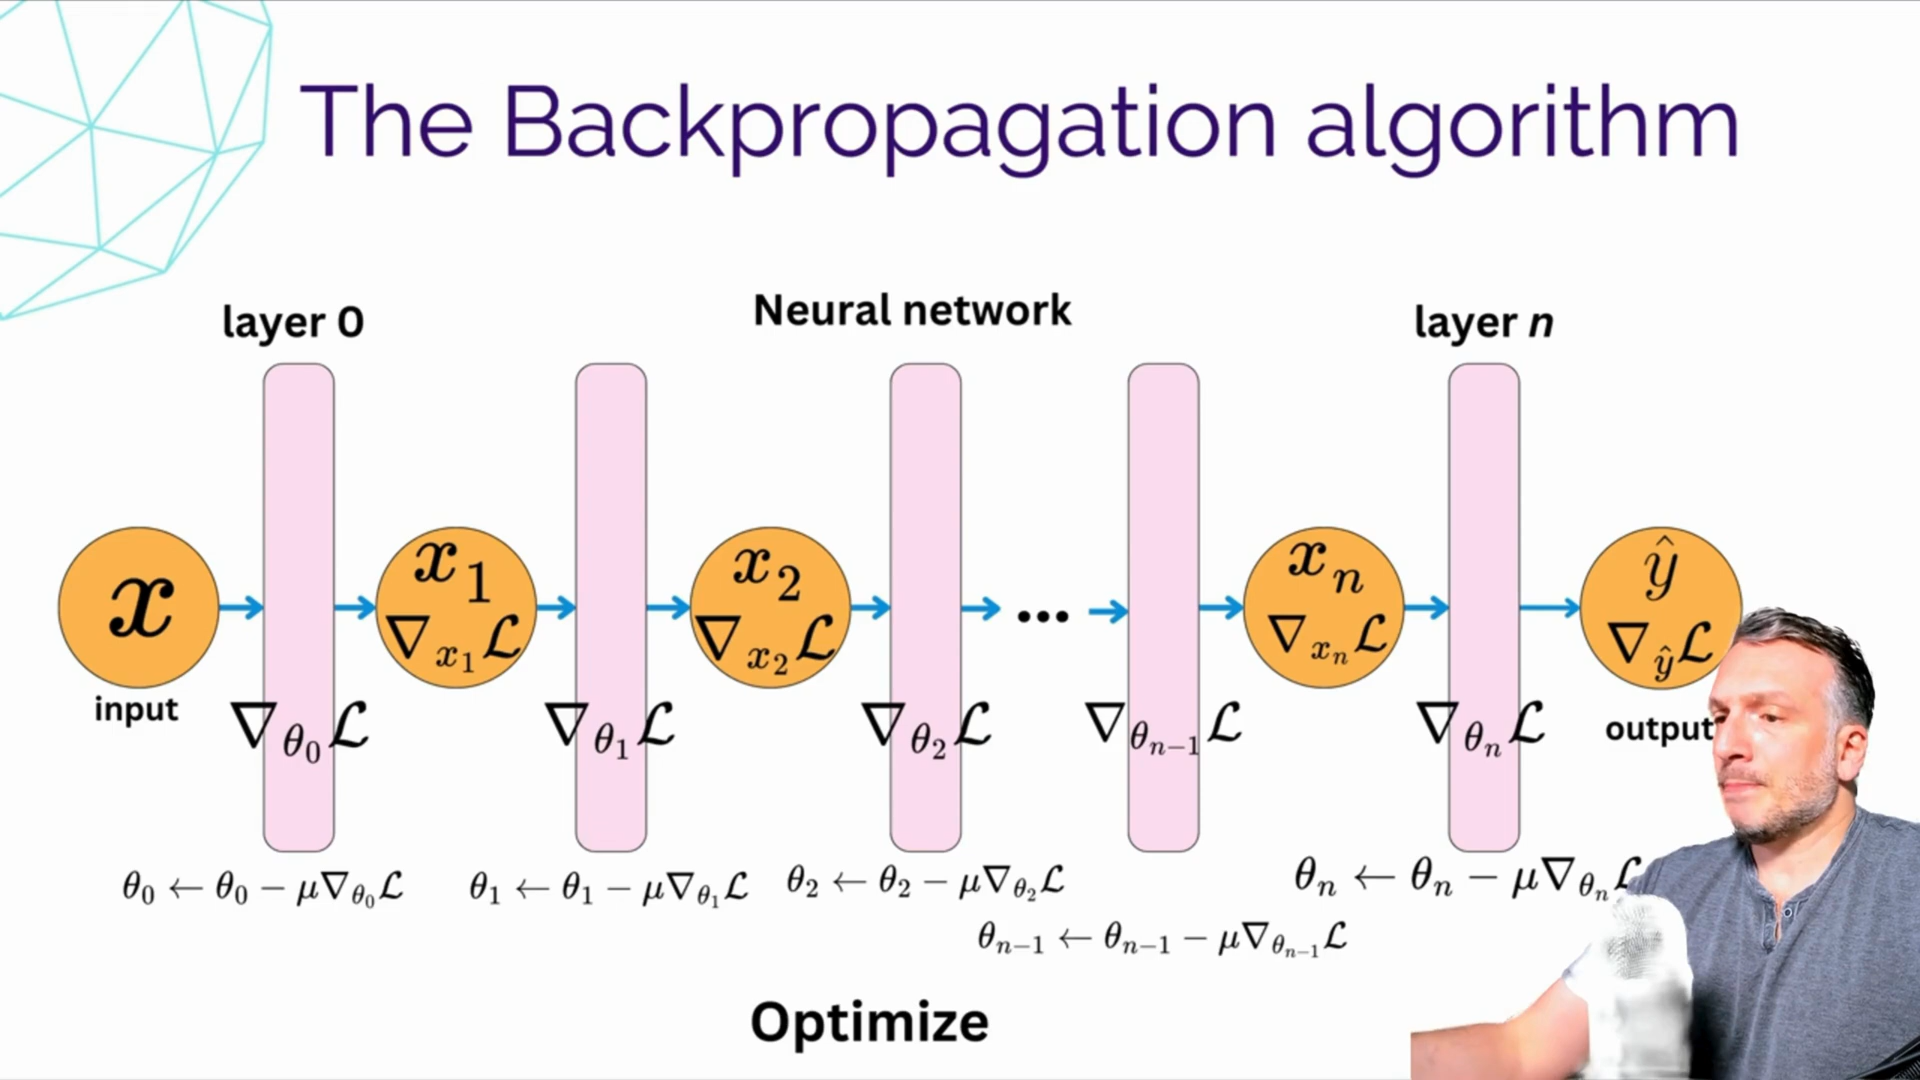 The Backpropagation algorithm
layer 0
Neural network
layer n
x
x₁
∇ₓ₁ℒ
x₂
∇ₓ₂ℒ
...
xₙ
∇ₓₙℒ
ŷ
∇ŷℒ
input
output
∇θ₀ℒ
∇θ₁ℒ
∇θ₂ℒ
∇θₙ₋₁ℒ
∇θₙℒ
θ₀ ← θ₀ − μ∇θ₀ℒ
θ₁ ← θ₁ − μ∇θ₁ℒ
θ₂ ← θ₂ − μ∇θ₂ℒ
θₙ ← θₙ − μ∇θₙℒ
θₙ₋₁ ← θₙ₋₁ − μ∇θₙ₋₁ℒ
Optimize